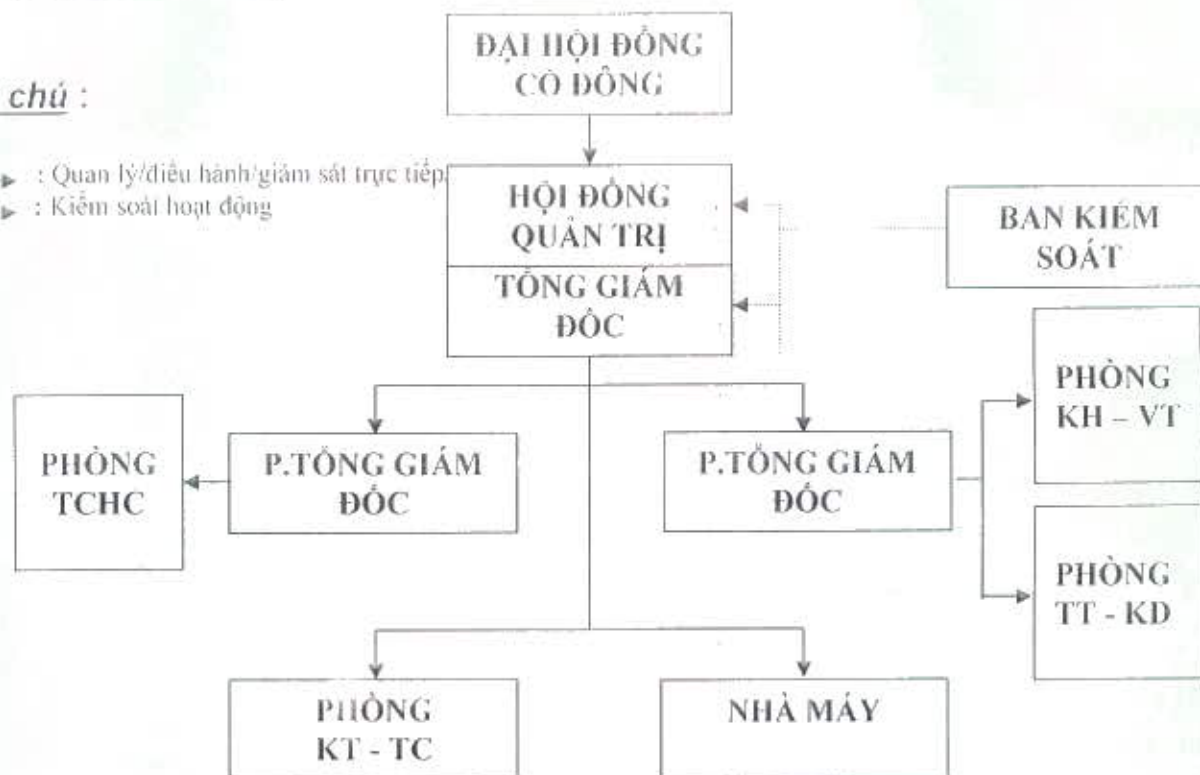 ĐẠI HỘI ĐỒNG
CỔ ĐÔNG
chú :
: Quản lý/điều hành/giám sát trực tiếp
: Kiểm soát hoạt động
HỘI ĐỒNG
QUẢN TRỊ
BAN KIỂM
SOÁT
TỔNG GIÁM
ĐỐC
PHÒNG
KH – VT
PHÒNG
TCHC
P.TỔNG GIÁM
ĐỐC
P.TỔNG GIÁM
ĐỐC
PHÒNG
TT - KD
PHÒNG
KT - TC
NHÀ MÁY